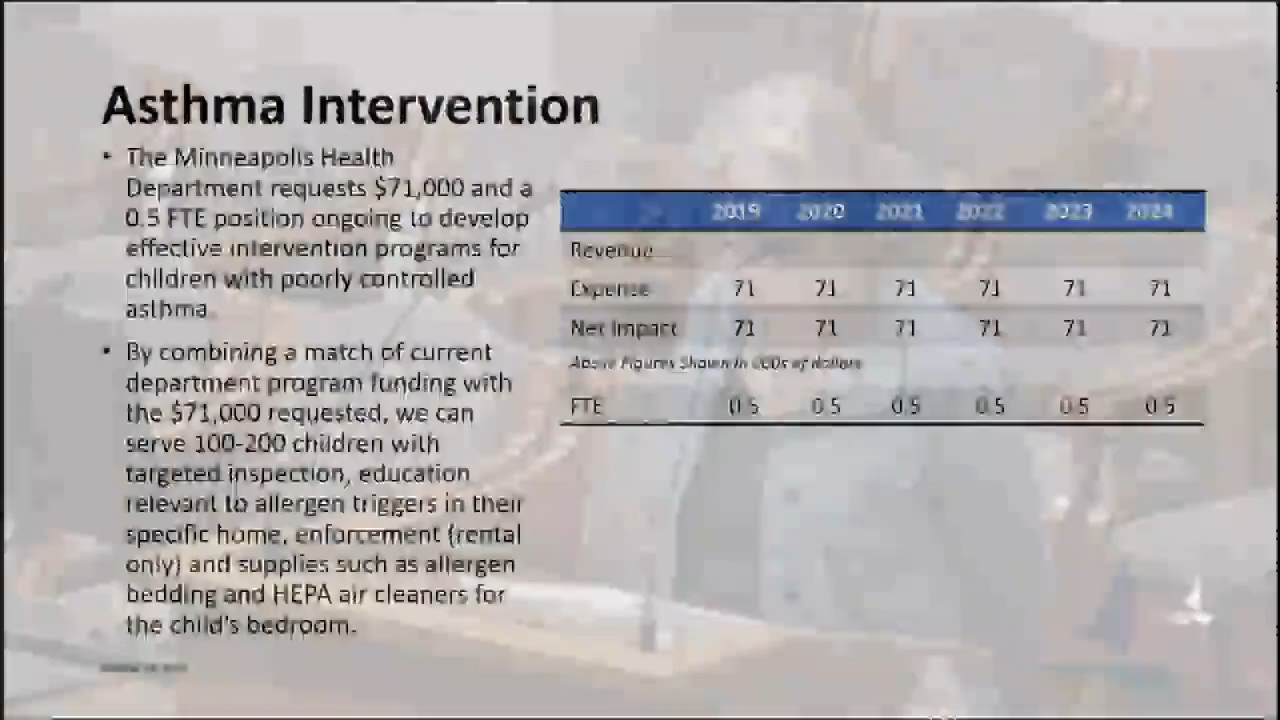 Asthma Intervention
• The Minneapolis Health
Department requests $71,000 and a
0.5 FTE position ongoing to develop
effective intervention programs for
children with poorly controlled
asthma.
• By combining a match of current
department program funding with
the $71,000 requested, we can
serve 100-200 children with
targeted inspection, education
relevant to allergen triggers in their
specific home, enforcement (rental
only) and supplies such as allergen
bedding and HEPA air cleaners for
the child's bedroom.
2019 2020 2021 2022 2023 2024
Revenue
Expense 71 71 71 71 71 71
Net Impact 71 71 71 71 71 71
Above Figures Shown in of dollars
FTE 0.5 0.5 0.5 0.5 0.5 0.5